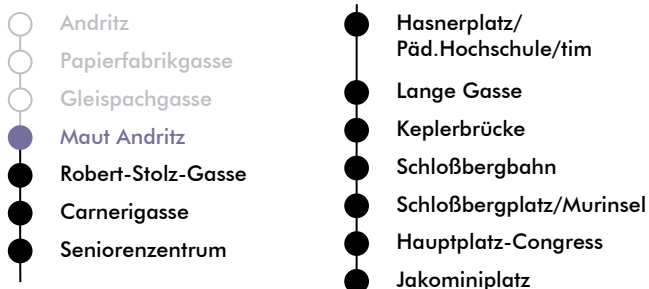 Andritz
Papierfabrikgasse
Gleispachgasse
Maut Andritz
Robert-Stolz-Gasse
Carnerigasse
Seniorenzentrum
Hasnerplatz/
Päd.Hochschule/tim
Lange Gasse
Keplerbrücke
Schloßbergbahn
Schloßbergplatz/Murinsel
Hauptplatz-Congress
Jakominiplatz